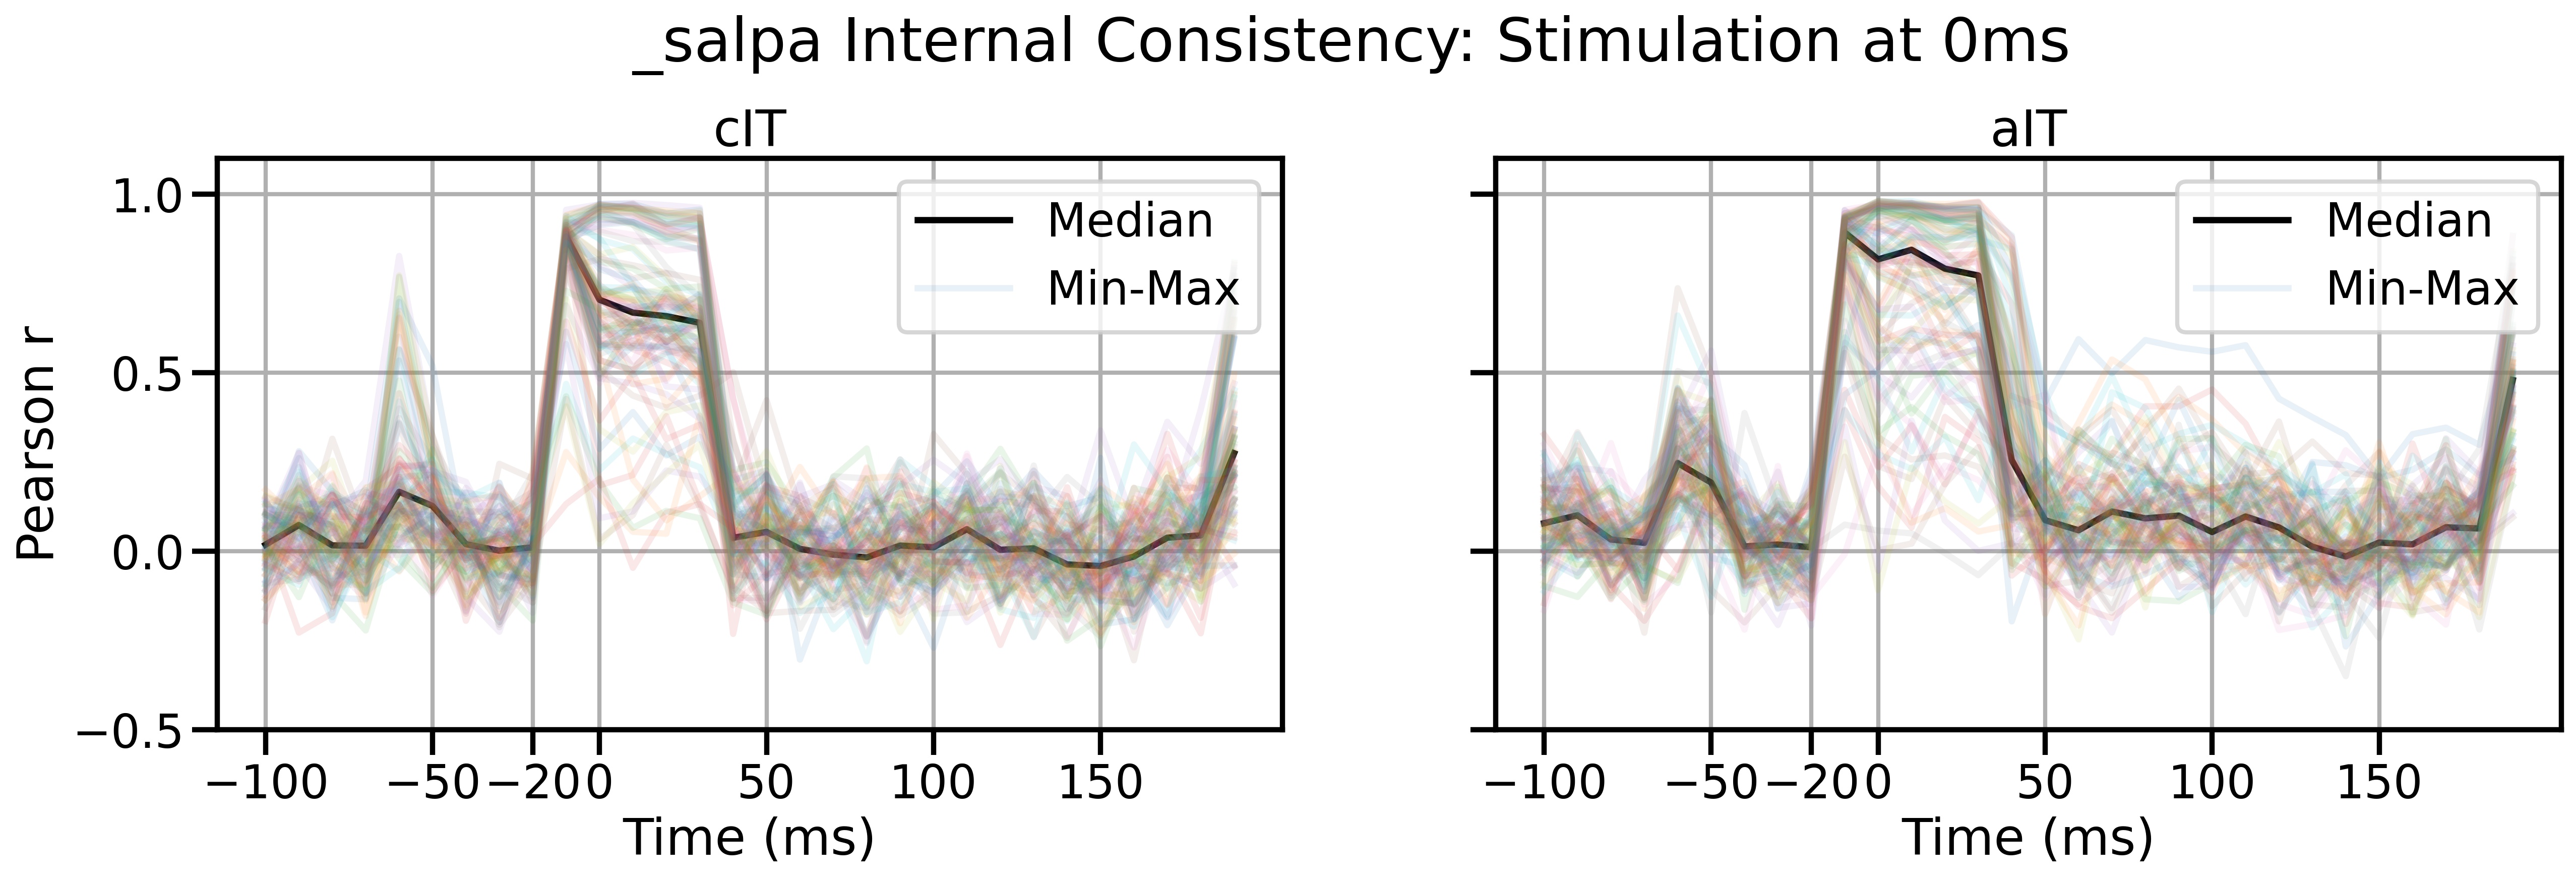 _salpa Internal Consistency: Stimulation at 0ms
cIT
aIT
Pearson r
1.0
0.5
0.0
−0.5
Median
Min-Max
Median
Min-Max
−100 −50 −20 0 50 100 150
−100 −50 −20 0 50 100 150
Time (ms)
Time (ms)